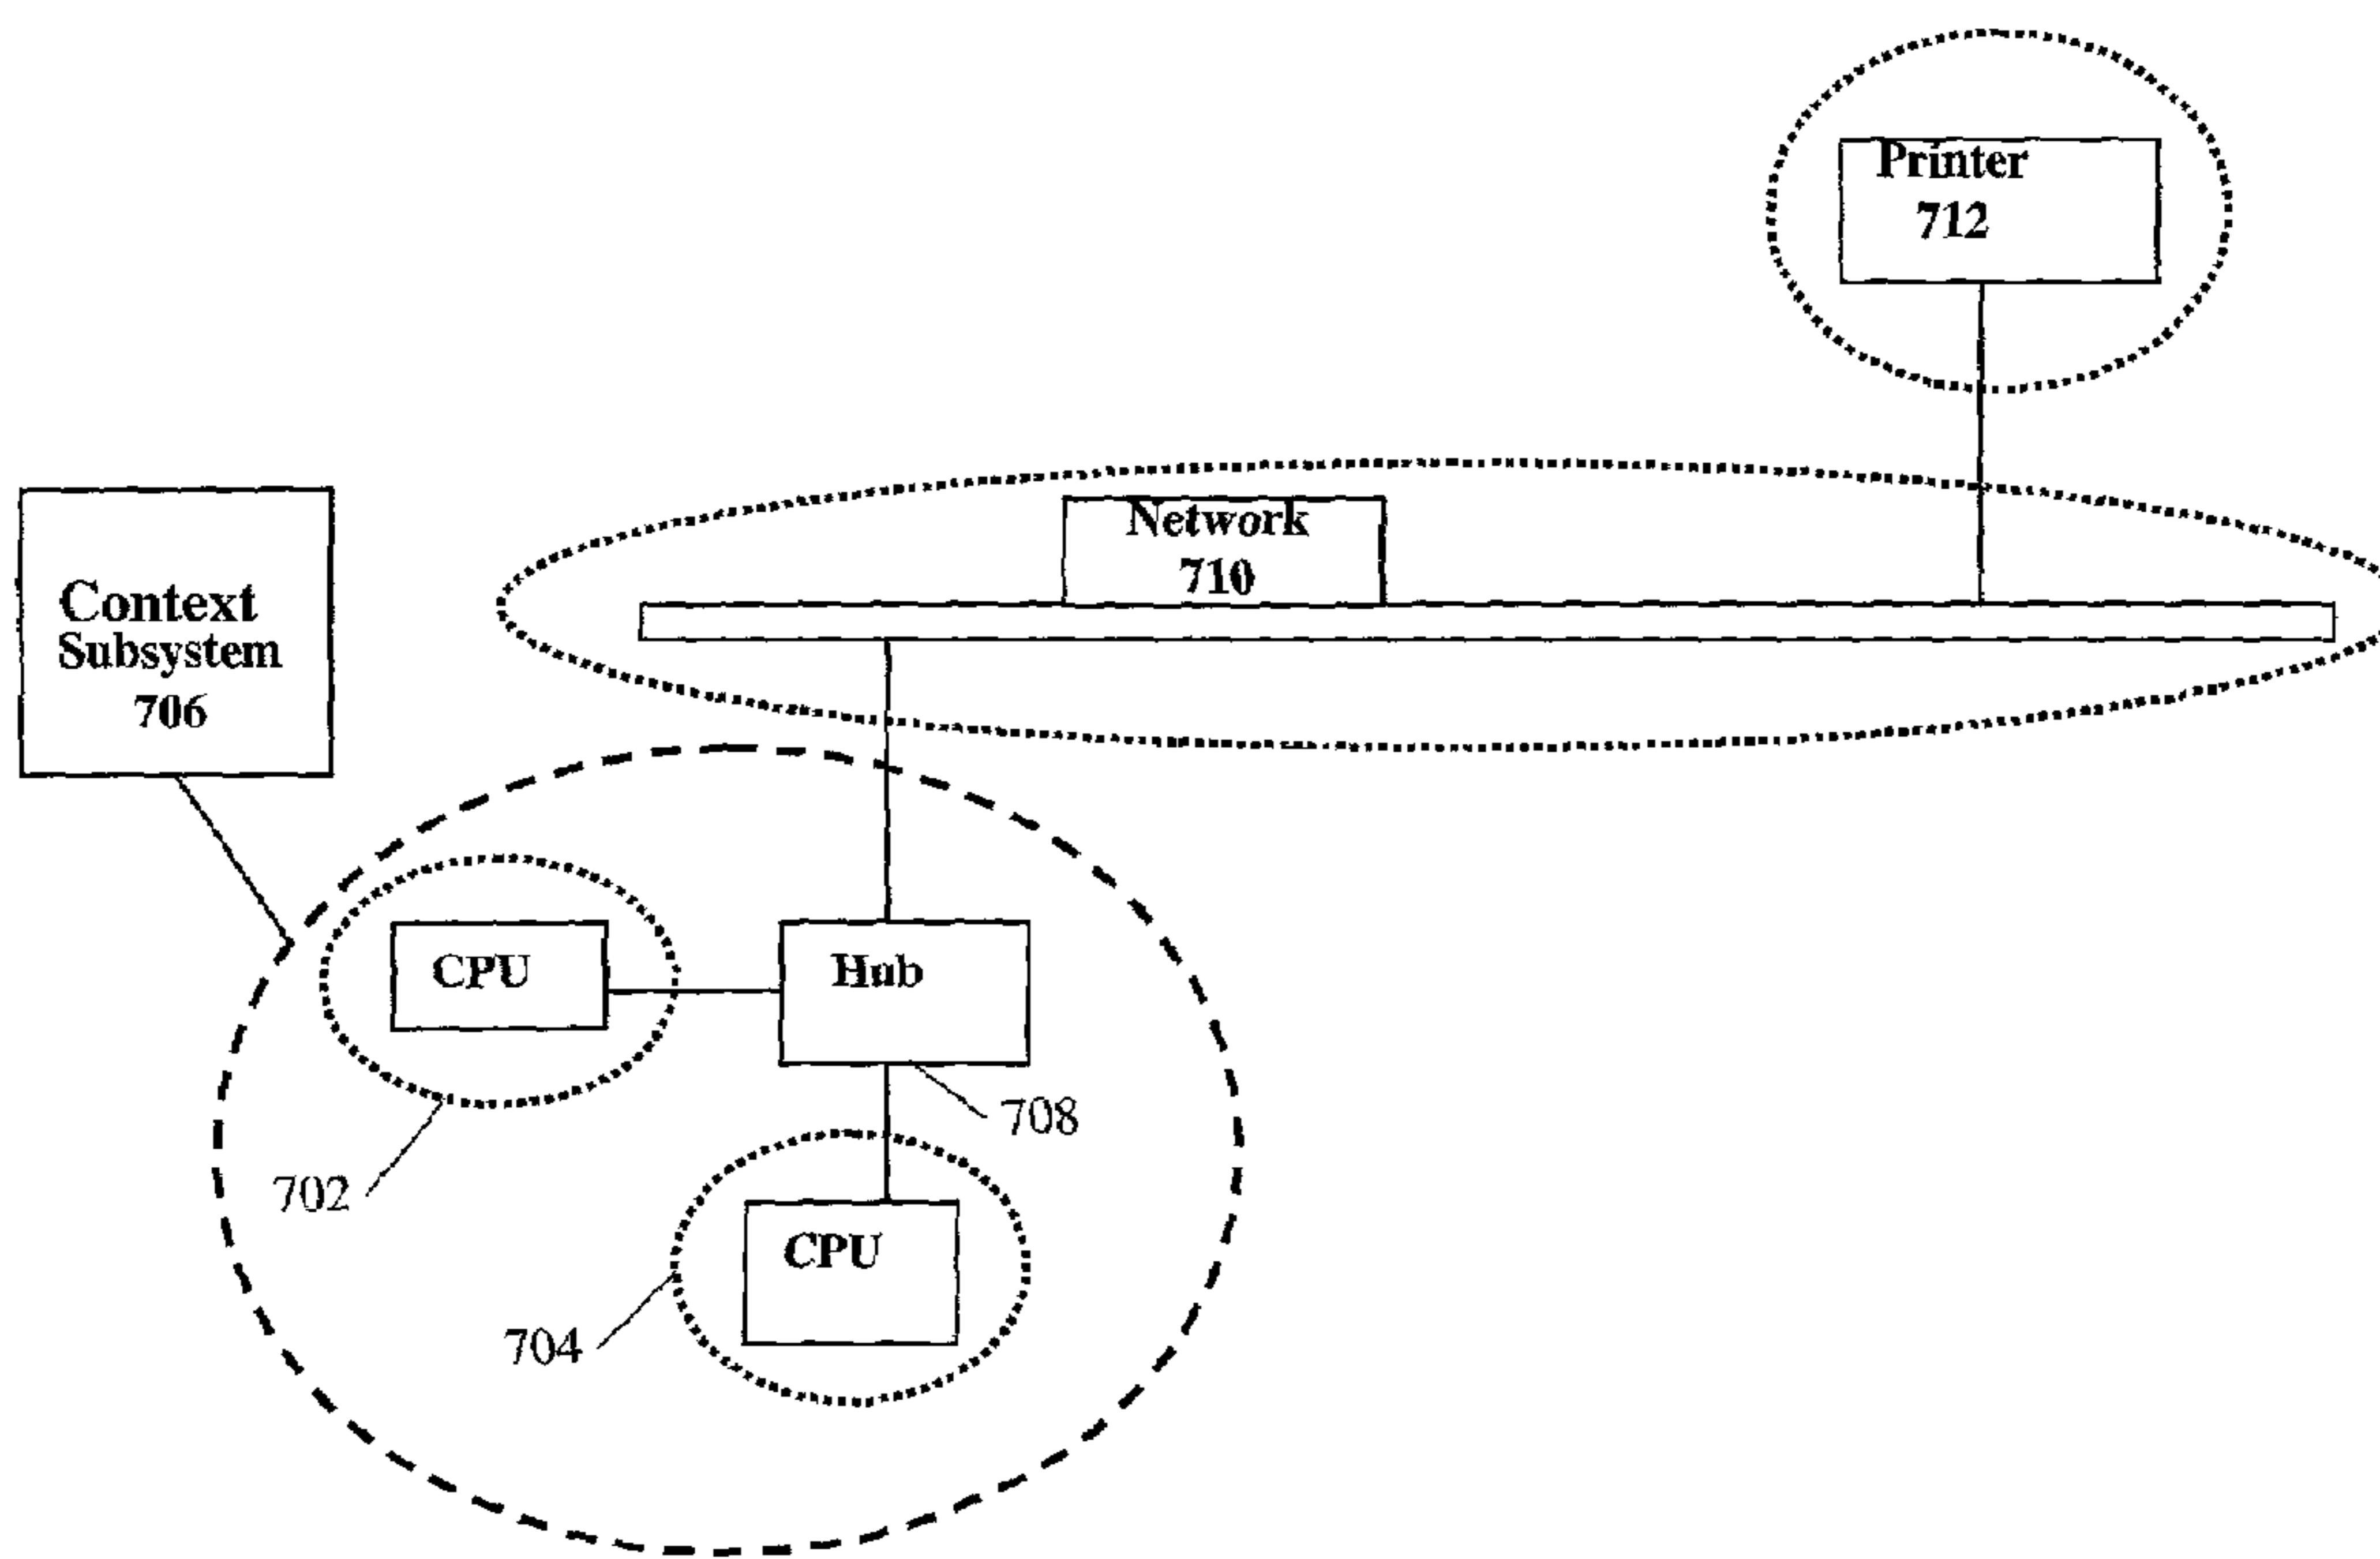 Printer
712
Network
710
Context
Subsystem
706
CPU
Hub
708
702
CPU
704